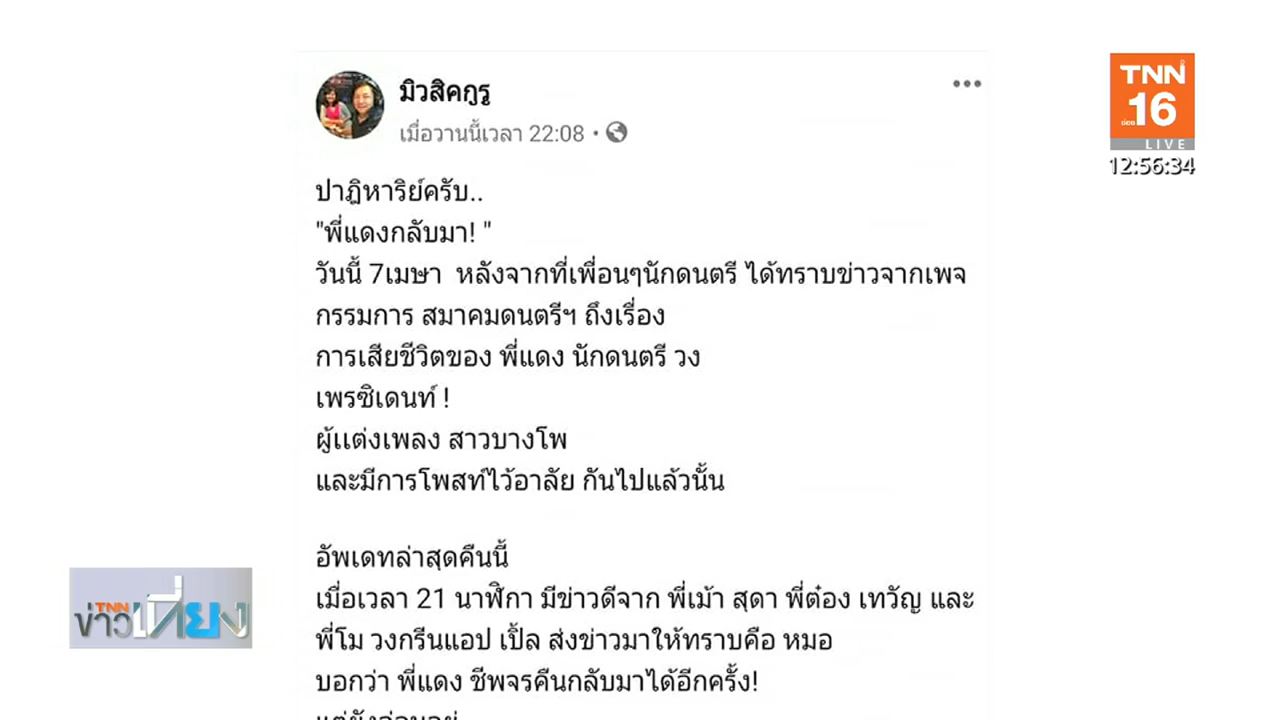 มิวสิคกูรู
เมื่อวานนี้เวลา 22:08 •
TNN
ช่อง 16
LIVE
12:56:34
ปาฏิหาริย์ครับ..
"พี่แดงกลับมา! "
วันนี้ 7เมษา หลังจากที่เพื่อนๆนักดนตรี ได้ทราบข่าวจากเพจ
กรรมการ สมาคมดนตรีฯ ถึงเรื่อง
การเสียชีวิตของ พี่แดง นักดนตรี วง
เพรซิเดนท์ !
ผู้แต่งเพลง สาวบางโพ
และมีการโพสท์ไว้อาลัย กันไปแล้วนั้น
อัพเดทล่าสุดคืนนี้
เมื่อเวลา 21 นาฬิกา มีข่าวดีจาก พี่เม้า สุดา พี่ต๋อง เทวัญ และ
พี่โม วงกรีนแอป เปิ้ล ส่งข่าวมาให้ทราบคือ หมอ
บอกว่า พี่แดง ชีพจรคืนกลับมาได้อีกครั้ง!
แต่ยังอ่อนอยู่
TNN
ข่าวเที่ยง